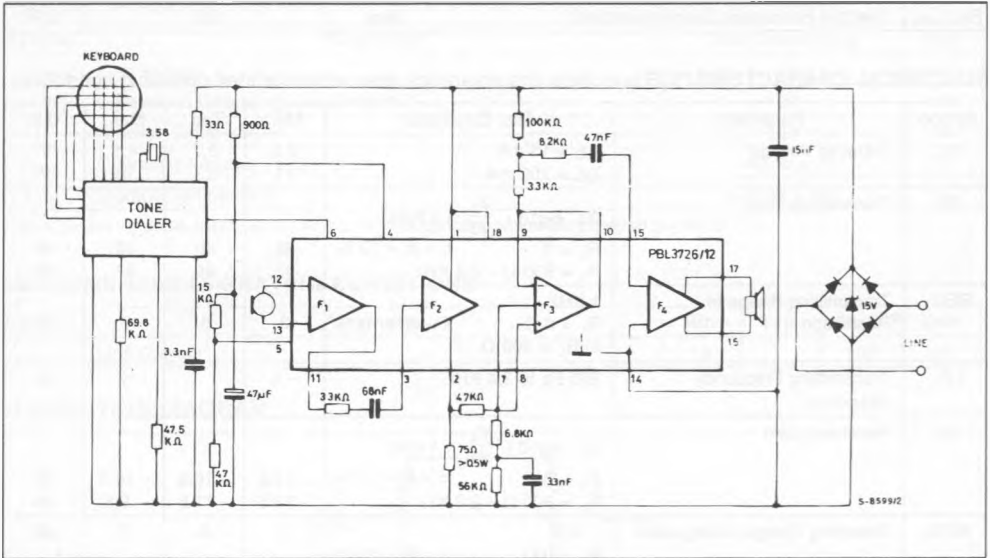 KEYBOARD
3.58
33Ω
900Ω
100KΩ
8.2KΩ
47nF
3.3KΩ
15µF
TONE
DIALER
6
4
1
18
9
10
15
PBL3726/12
17
12
F1
F2
F3
F4
13
5
15
KΩ
15
LINE
69.8
KΩ
3.3nF
11
3
2
8
14
47µF
33KΩ
68nF
47KΩ
6.8KΩ
47.5
KΩ
47
KΩ
75Ω
>0.5W
56KΩ
33nF
S-8599/2